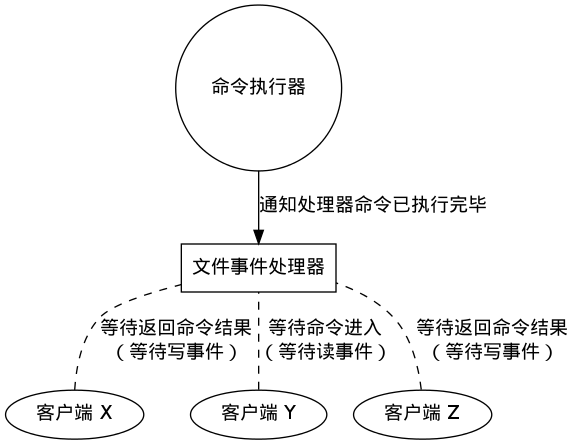 命令执行器
通知处理器命令已执行完毕
文件事件处理器
等待返回命令结果
（等待写事件）
等待命令进入
（等待读事件）
等待返回命令结果
（等待写事件）
客户端 X
客户端 Y
客户端 Z